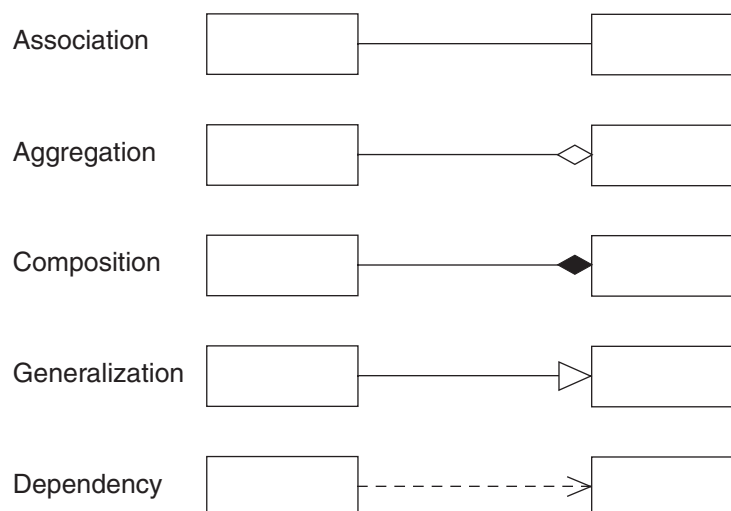 Association
Aggregation
Composition
Generalization
Dependency